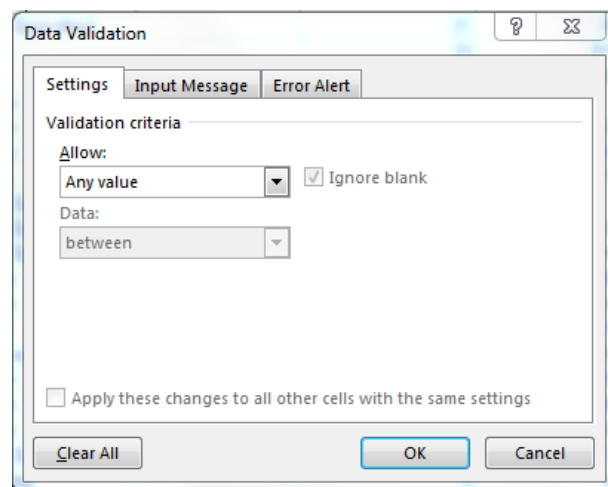 Data Validation
Settings Input Message Error Alert
Validation criteria
Allow:
Any value Ignore blank
Data:
between
Apply these changes to all other cells with the same settings
Clear All OK Cancel